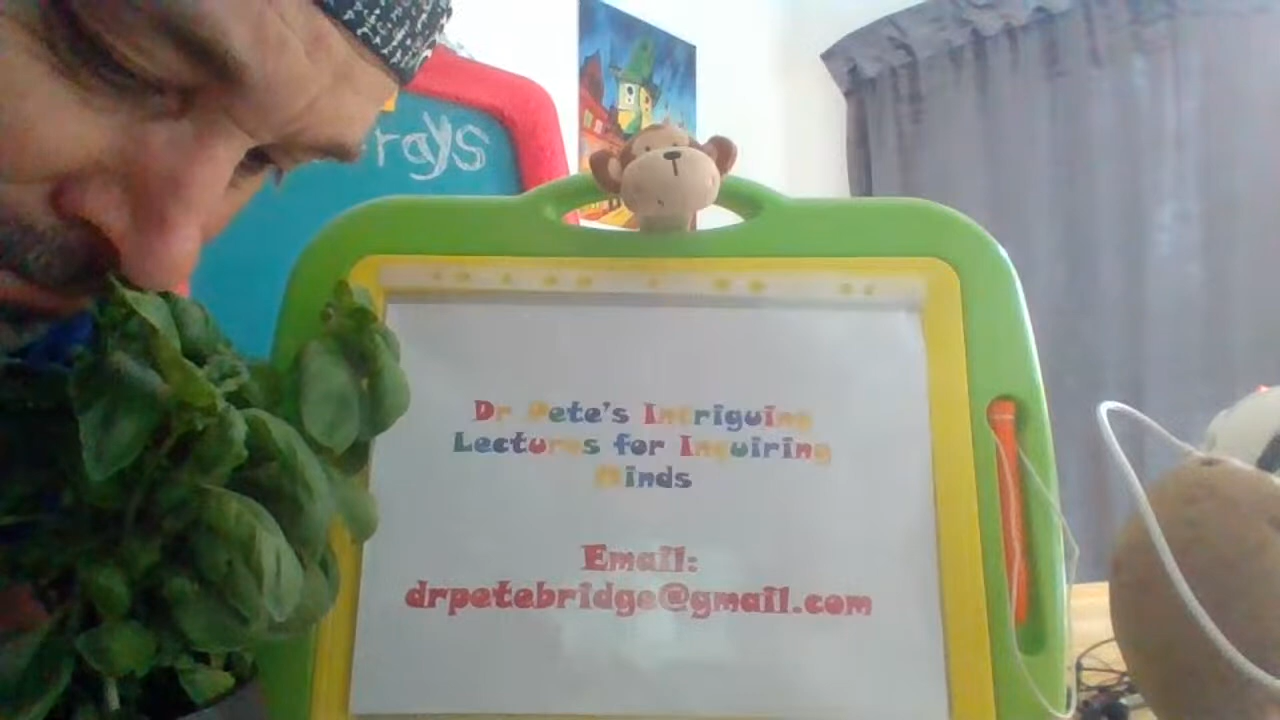 rays
Dr Pete's Intriguing
Lectures for Inquiring
Minds
Email:
drpetebridge@gmail.com